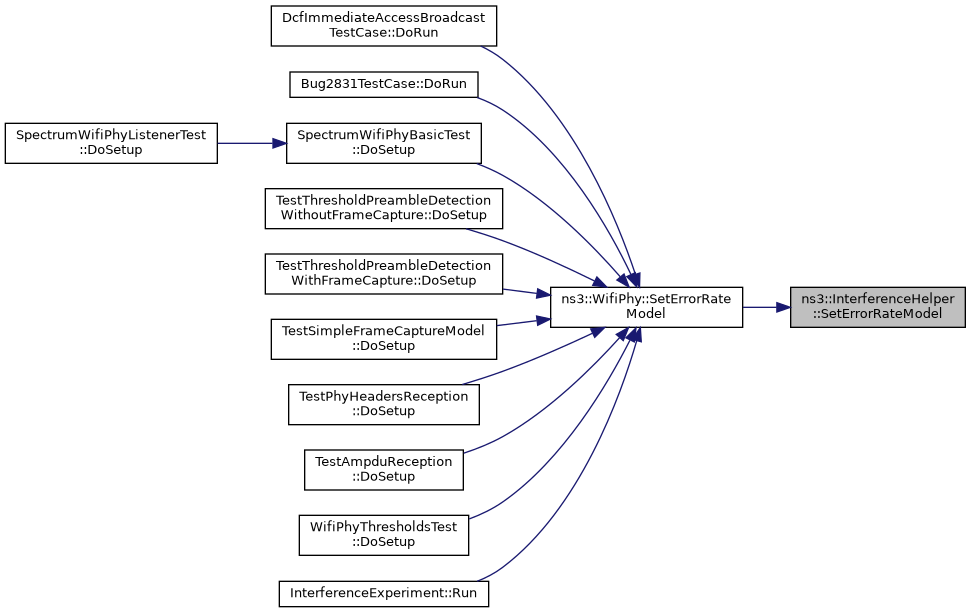 DcfImmediateAccessBroadcast
TestCase::DoRun
Bug2831TestCase::DoRun
SpectrumWifiPhyListenerTest
::DoSetup
SpectrumWifiPhyBasicTest
::DoSetup
TestThresholdPreambleDetection
WithoutFrameCapture::DoSetup
TestThresholdPreambleDetection
WithFrameCapture::DoSetup
TestSimpleFrameCaptureModel
::DoSetup
TestPhyHeadersReception
::DoSetup
TestAmpduReception
::DoSetup
WifiPhyThresholdsTest
::DoSetup
InterferenceExperiment::Run
ns3::WifiPhy::SetErrorRate
Model
ns3::InterferenceHelper
::SetErrorRateModel